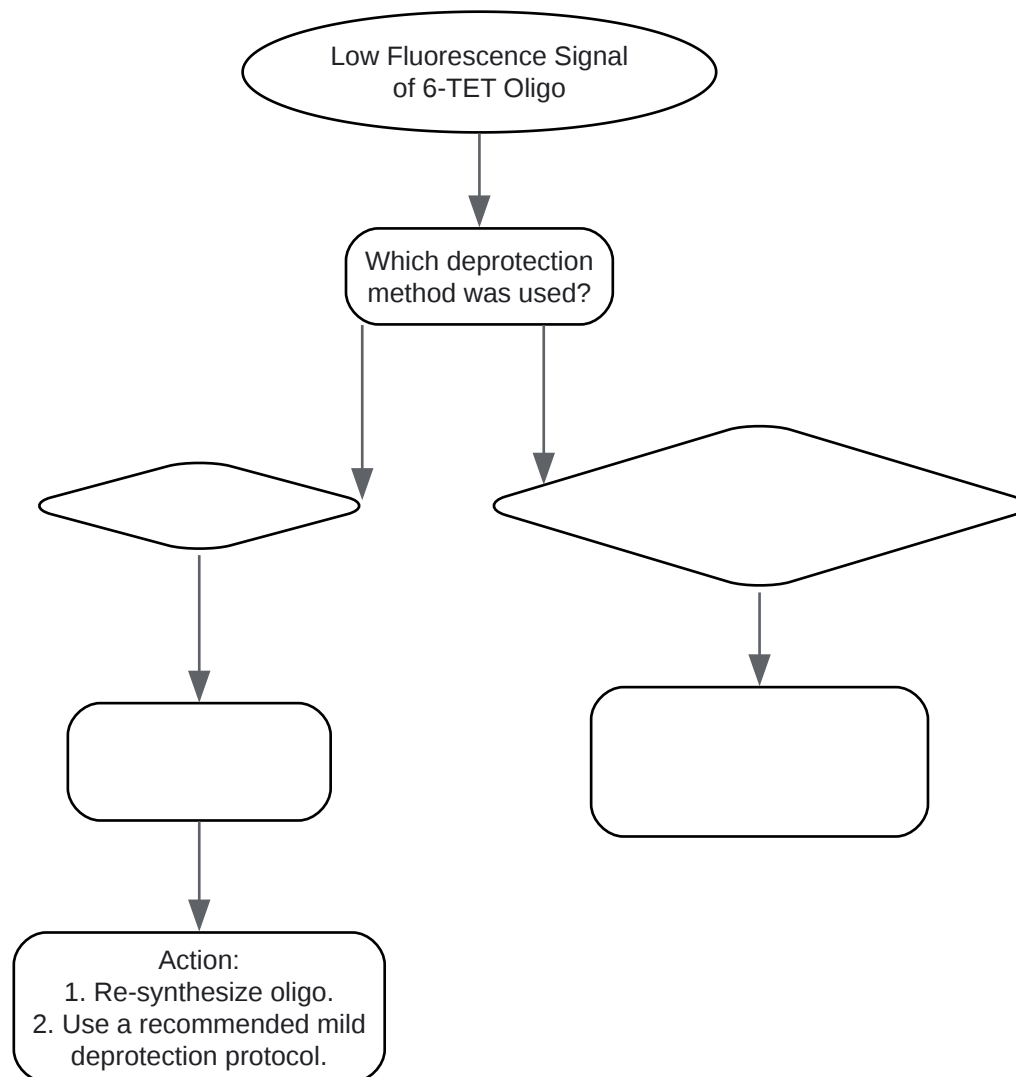 Low Fluorescence Signal
of 6-TET Oligo
Which deprotection
method was used?
Action:
1. Re-synthesize oligo.
2. Use a recommended mild
deprotection protocol.